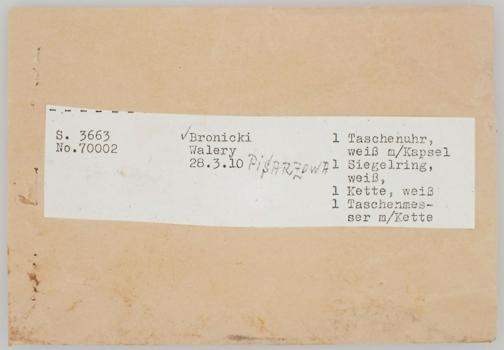 S. 3663
No.70002
✓Bronicki
Walery
28.3.10 PISARZOWA
1 Taschenuhr,
weiß m/Kapsel
1 Siegelring,
weiß,
1 Kette, weiß
1 Taschenmes-
ser m/Kette